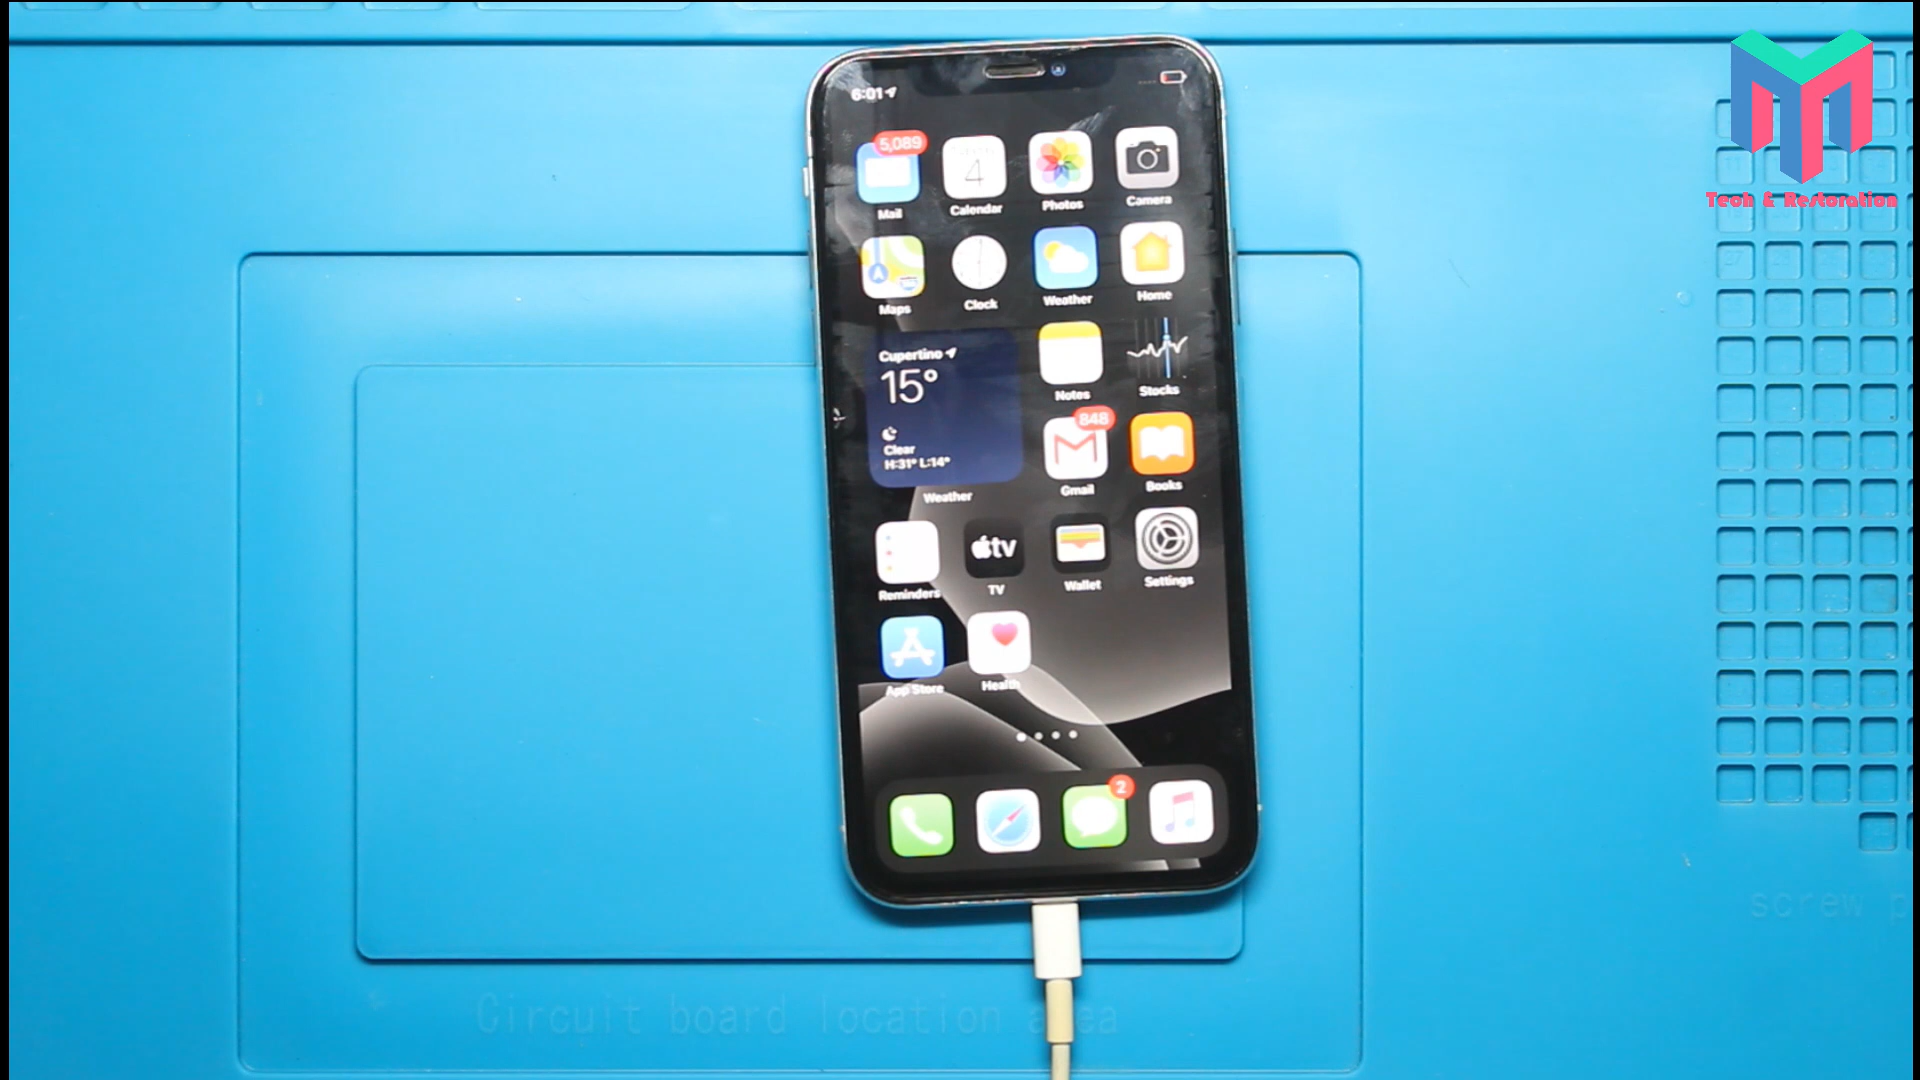 Tech & Restoration
6:01
5,089
4
Mail
Calendar
Photos
Camera
Maps
Clock
Weather
Home
Cupertino
15°
Clear
H:31° L:14°
Weather
Notes
Stocks
848
Gmail
Books
Reminders
tv
TV
Wallet
Settings
App Store
Health
2
screw p
Circuit board location area